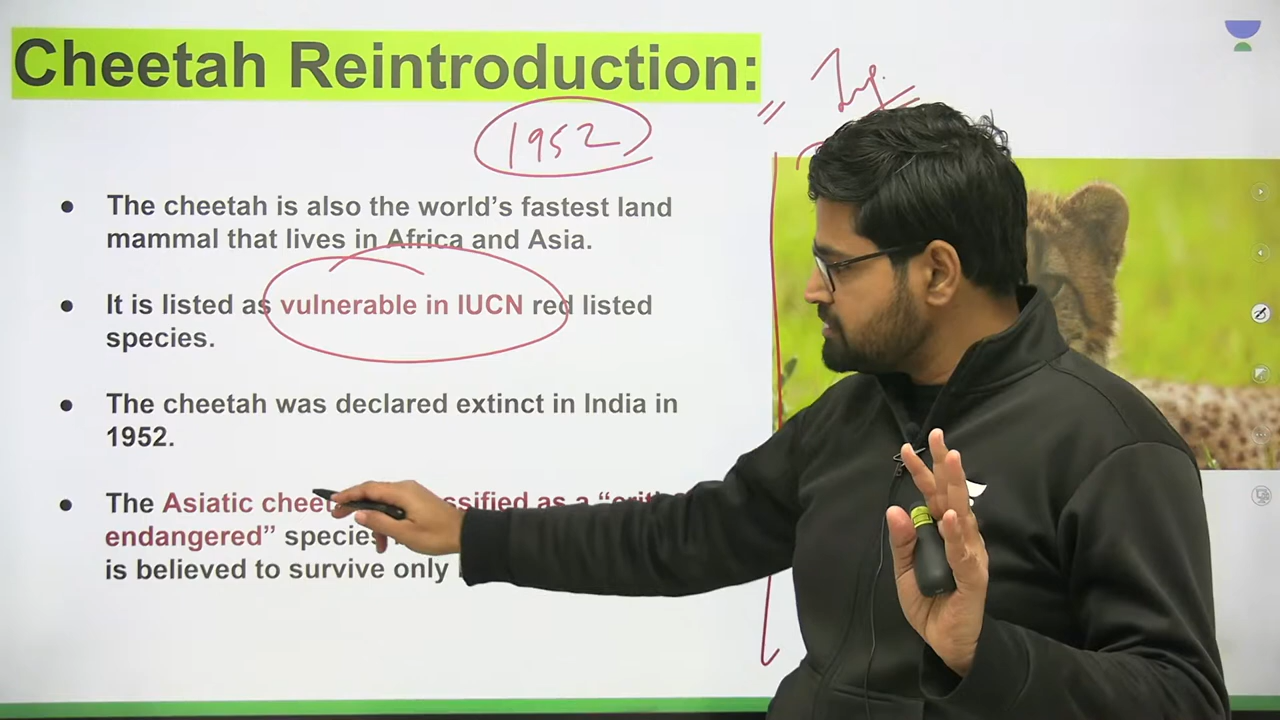 Cheetah Reintroduction:
1952
The cheetah is also the world's fastest land
mammal that lives in Africa and Asia.
It is listed as vulnerable in IUCN red listed
species.
The cheetah was declared extinct in India in
1952.
The Asiatic as a
endangered" species
is believed to survive only